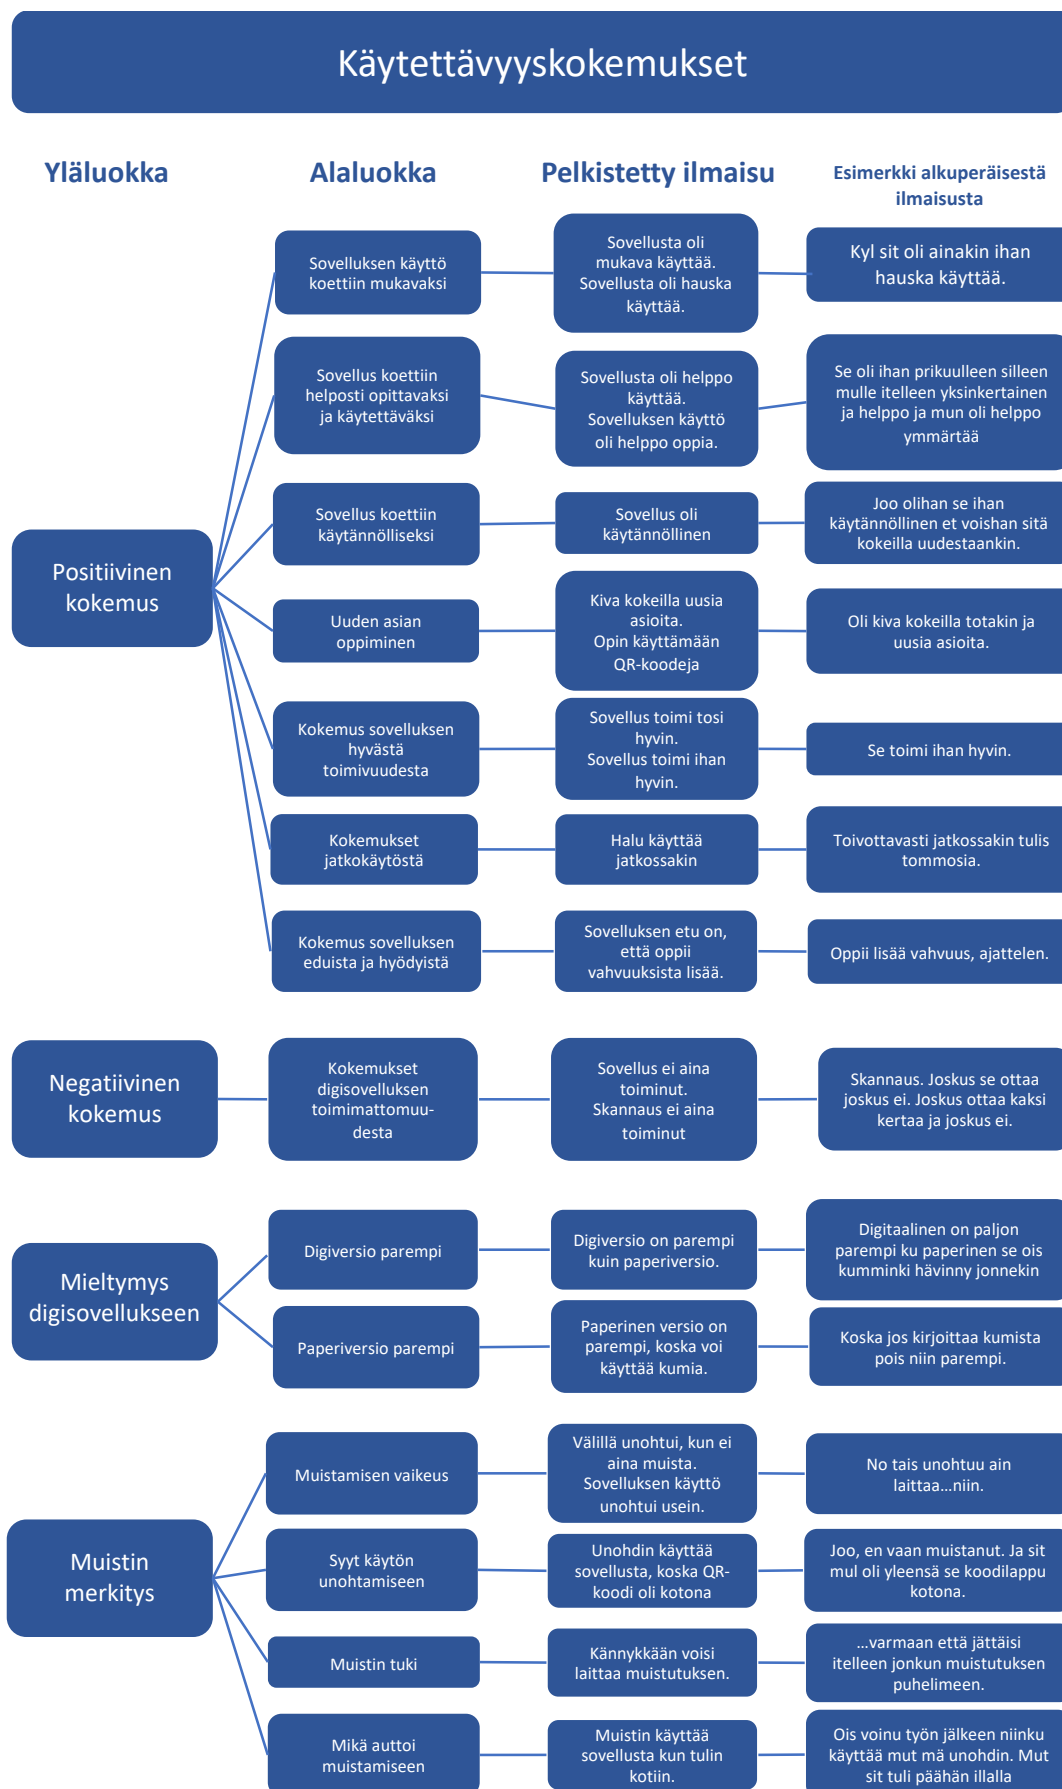 Käytettävyyskokemukset
Yläluokka
Alaluokka
Pelkistetty ilmaisu
Esimerkki alkuperäisestä
ilmaisusta
Positiivinen
kokemus
Sovelluksen käyttö
koettiin mukavaksi
Sovellusta oli
mukava käyttää.
Sovellusta oli hauska
käyttää.
Kyl sit oli ainakin ihan
hauska käyttää.
Sovellus koettiin
helposti opittavaksi
ja käytettäväksi
Sovellusta oli helppo
käyttää.
Sovelluksen käyttö
oli helppo oppia.
Se oli ihan prikuulleen silleen
mulle itelleen yksinkertainen
ja helppo ja mun oli helppo
ymmärtää
Sovellus koettiin
käytännölliseksi
Sovellus oli
käytännöllinen
Joo olihan se ihan
käytännöllinen et voishan sitä
kokeilla uudestaankin.
Uuden asian
oppiminen
Kiva kokeilla uusia
asioita.
Opin käyttämään
QR-koodeja
Oli kiva kokeilla totakin ja
uusia asioita.
Kokemus sovelluksen
hyvästä
toimivuudesta
Sovellus toimi tosi
hyvin.
Sovellus toimi ihan
hyvin.
Se toimi ihan hyvin.
Kokemukset
jatkokäytöstä
Halu käyttää
jatkossakin
Toivottavasti jatkossakin tulis
tommosia.
Kokemus sovelluksen
eduista ja hyödyistä
Sovelluksen etu on,
että oppii
vahvuuksista lisää.
Oppii lisää vahvuus, ajattelen.
Negatiivinen
kokemus
Kokemukset
digisovelluksen
toimimattomuu-
desta
Sovellus ei aina
toiminut.
Skannaus ei aina
toiminut
Skannaus. Joskus se ottaa
joskus ei. Joskus ottaa kaksi
kertaa ja joskus ei.
Mieltymys
digisovellukseen
Digiversio parempi
Digiversio on parempi
kuin paperiversio.
Digitaalinen on paljon
parempi ku paperinen se ois
kumminki hävinny jonnekin
Paperiversio parempi
Paperinen versio on
parempi, koska voi
käyttää kumia.
Koska jos kirjoittaa kumista
pois niin parempi.
Muistin
merkitys
Muistamisen vaikeus
Välillä unohtui, kun ei
aina muista.
Sovelluksen käyttö
unohtui usein.
No tais unohtuu ain
laittaa…niin.
Syyt käytön
unohtamiseen
Unohdin käyttää
sovellusta, koska QR-
koodi oli kotona
Joo, en vaan muistanut. Ja sit
mul oli yleensä se koodilappu
kotona.
Muistin tuki
Kännykkään voisi
laittaa muistutuksen.
…varmaan että jättäisi
itelleen jonkun muistutuksen
puhelimeen.
Mikä auttoi
muistamiseen
Muistin käyttää
sovellusta kun tulin
kotiin.
Ois voinu työn jälkeen niinku
käyttää mut mä unohdin. Mut
sit tuli päähän illalla